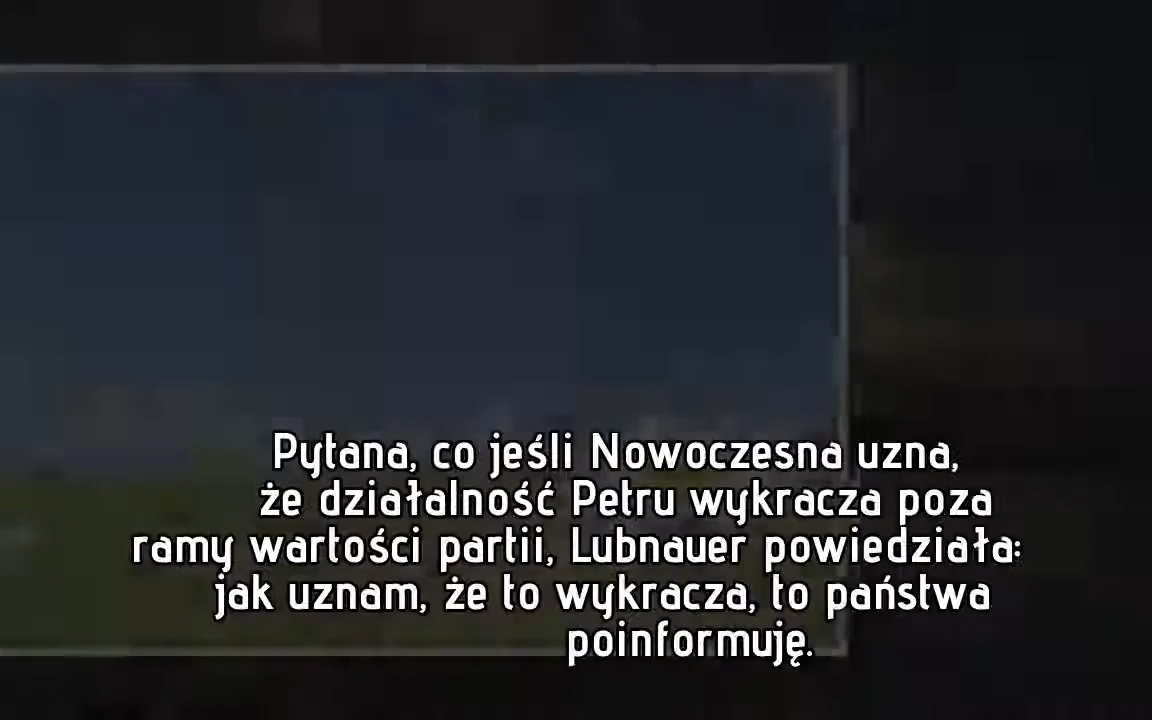 Pytana, co jeśli Nowoczesna uzna,
że działalność Petru wykracza poza
ramy wartości partii, Lubnauer powiedziała:
jak uznam, że to wykracza, to państwa
poinformuję.